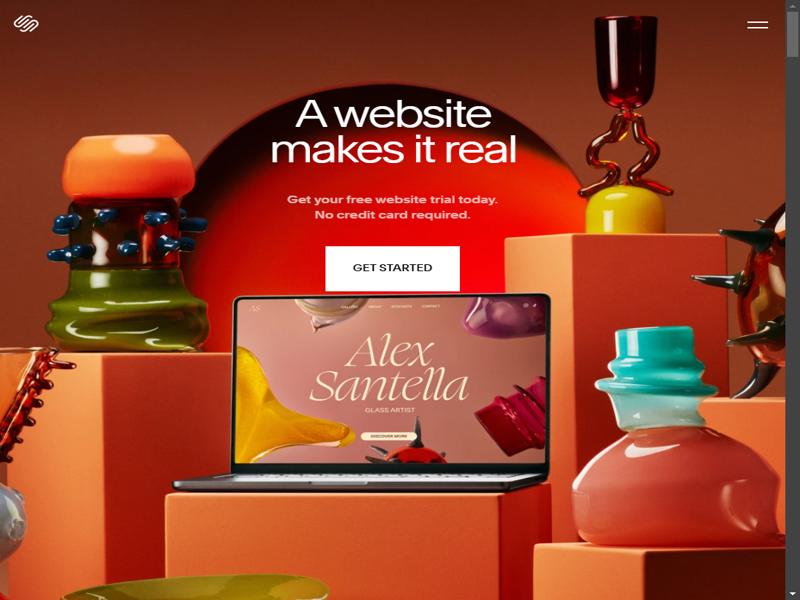 A website
makes it real
Get your free website trial today.
No credit card required.
GET STARTED
AS
GALLERY ABOUT STOCKISTS CONTACT
Alex
Santella
GLASS ARTIST
DISCOVER MORE